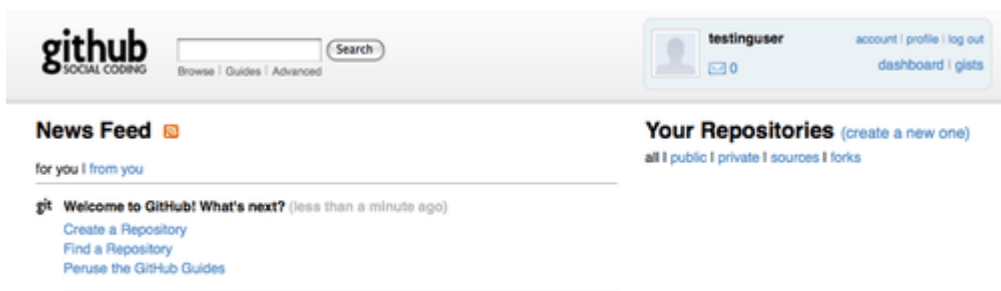 github
SOCIAL CODING
Search
Browse | Guides | Advanced
testinguser
account | profile | log out
0
dashboard | gists
News Feed
for you | from you
git Welcome to GitHub! What's next? (less than a minute ago)
Create a Repository
Find a Repository
Peruse the GitHub Guides
Your Repositories (create a new one)
all | public | private | sources | forks